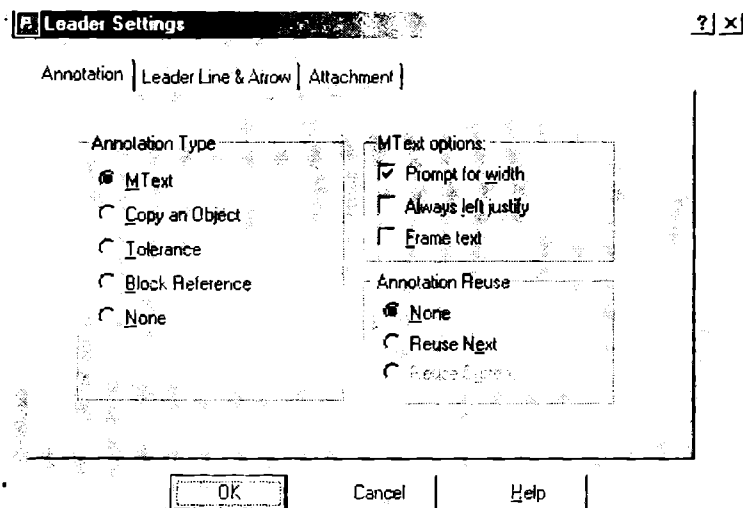 Leader Settings
Annotation
Leader Line & Arrow
Attachment
Annotation Type
MText
Copy an Object
Tolerance
Block Reference
None
MText options:
Prompt for width
Always left justify
Frame text
Annotation Reuse
None
Reuse Next
Reuse
OK
Cancel
Help